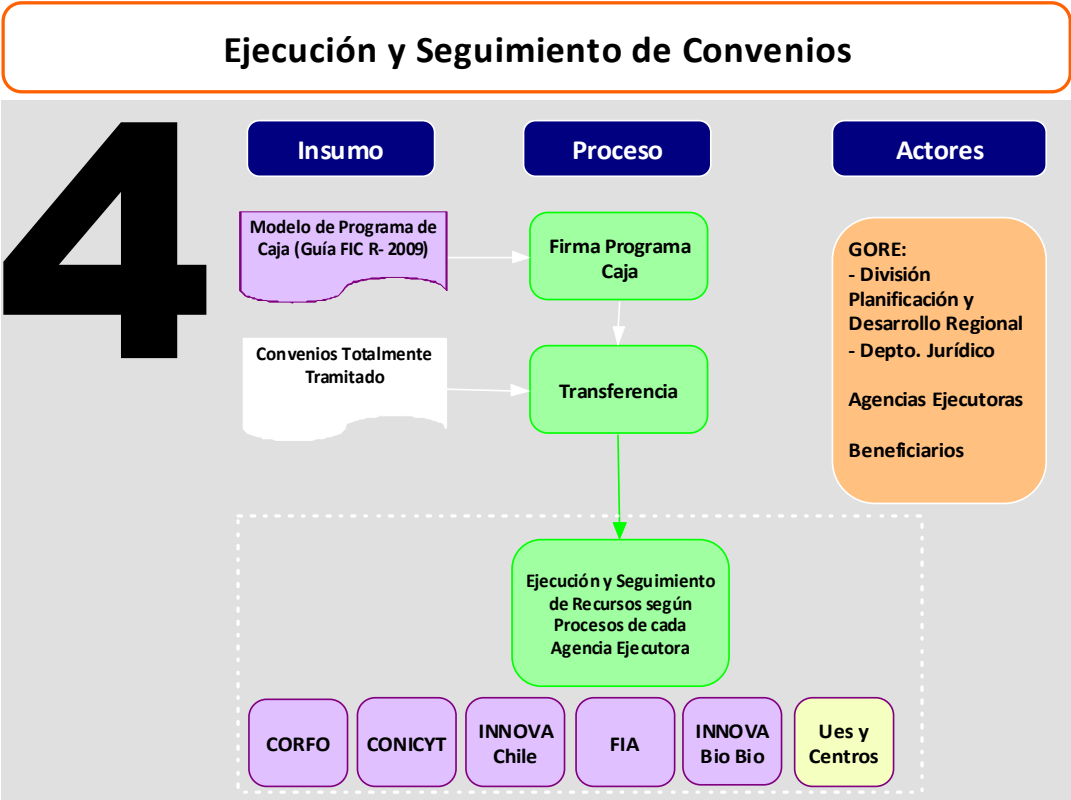 Ejecución y Seguimiento de Convenios
4
Insumo
Proceso
Actores
Modelo de Programa de
Caja (Guía FIC R- 2009)
Firma Programa
Caja
GORE:
- División
Planificación y
Desarrollo Regional
- Depto. Jurídico
Agencias Ejecutoras
Beneficiarios
Convenios Totalmente
Tramitado
Transferencia
Ejecución y Seguimiento
de Recursos según
Procesos de cada
Agencia Ejecutora
CORFO
CONICYT
INNOVA
Chile
FIA
INNOVA
Bio Bio
Ues y
Centros